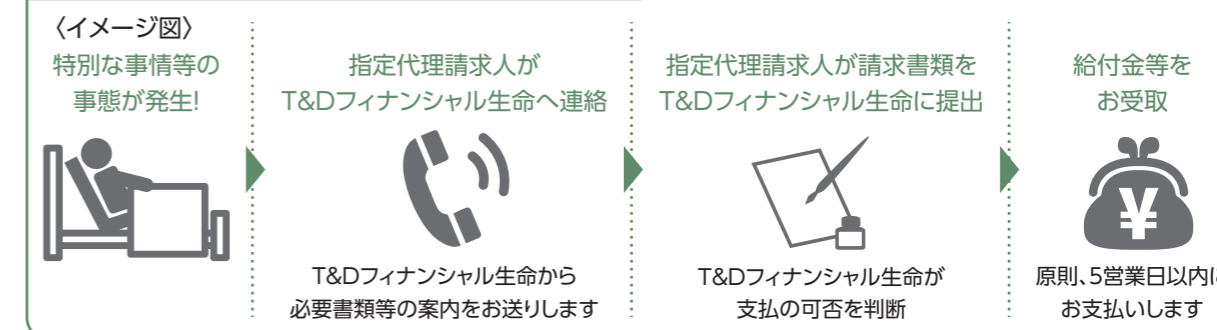 〈イメージ図〉
特別な事情等の
事態が発生!
指定代理請求人が
T&Dフィナンシャル生命へ連絡
T&Dフィナンシャル生命から
必要書類等の案内をお送りします
指定代理請求人が請求書類を
T&Dフィナンシャル生命に提出
T&Dフィナンシャル生命が
支払の可否を判断
給付金等を
お受取
¥
原則、5営業日以内に
お支払いします